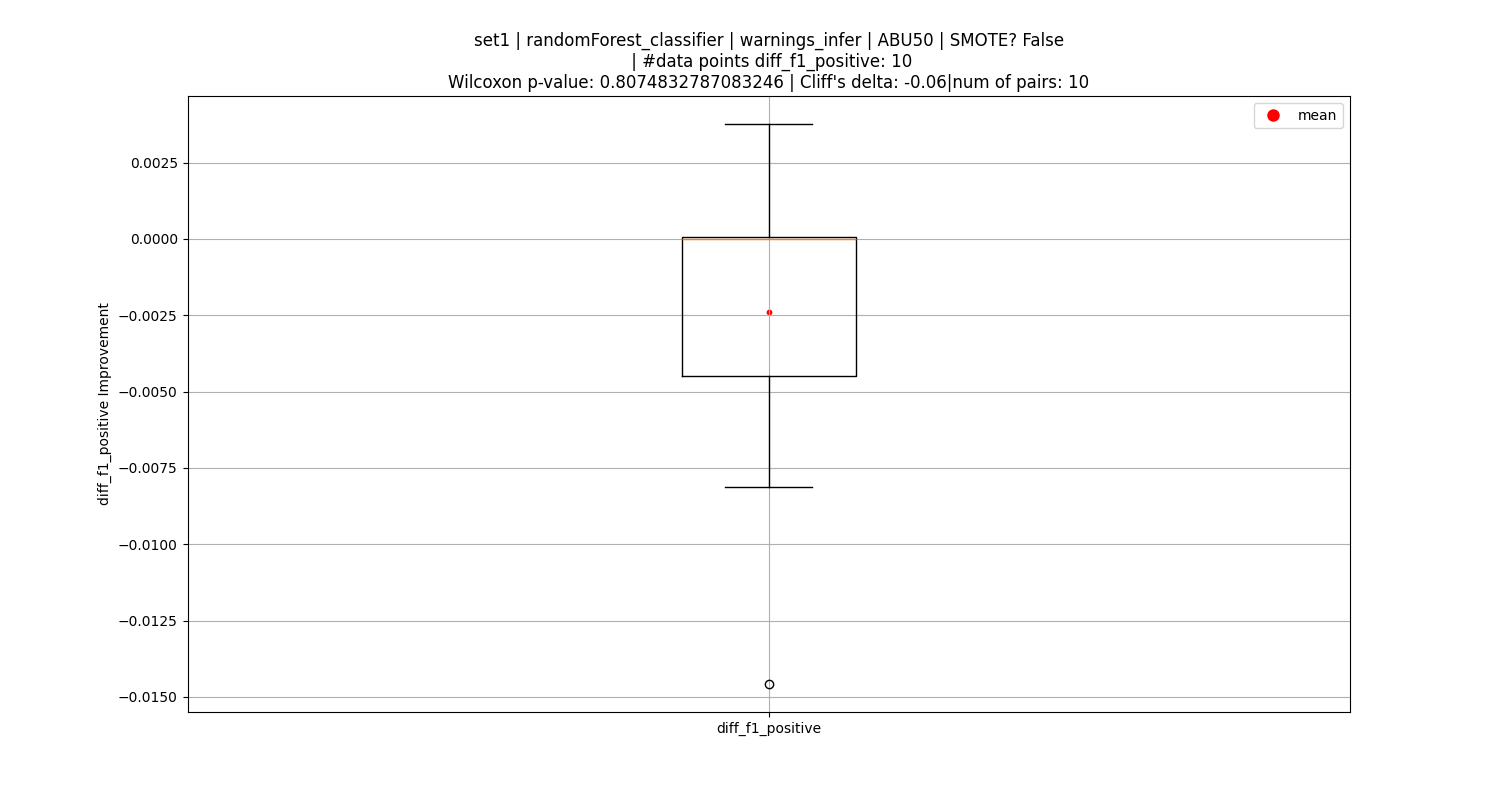 set1 | randomForest_classifier | warnings_infer | ABU50 | SMOTE? False
| #data points diff_f1_positive: 10
Wilcoxon p-value: 0.8074832787083246 | Cliff's delta: -0.06|num of pairs: 10
mean
0.0025
0.0000
−0.0025
−0.0050
−0.0075
−0.0100
−0.0125
−0.0150
diff_f1_positive Improvement
diff_f1_positive